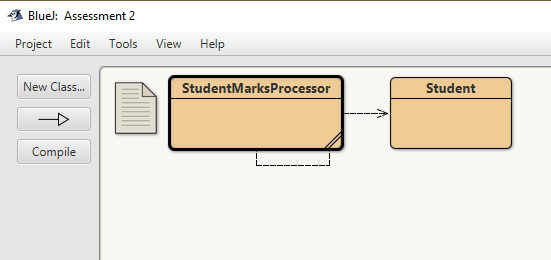 BlueJ: Assessment 2
Project Edit Tools View Help
New Class...
Compile
StudentMarksProcessor
Student